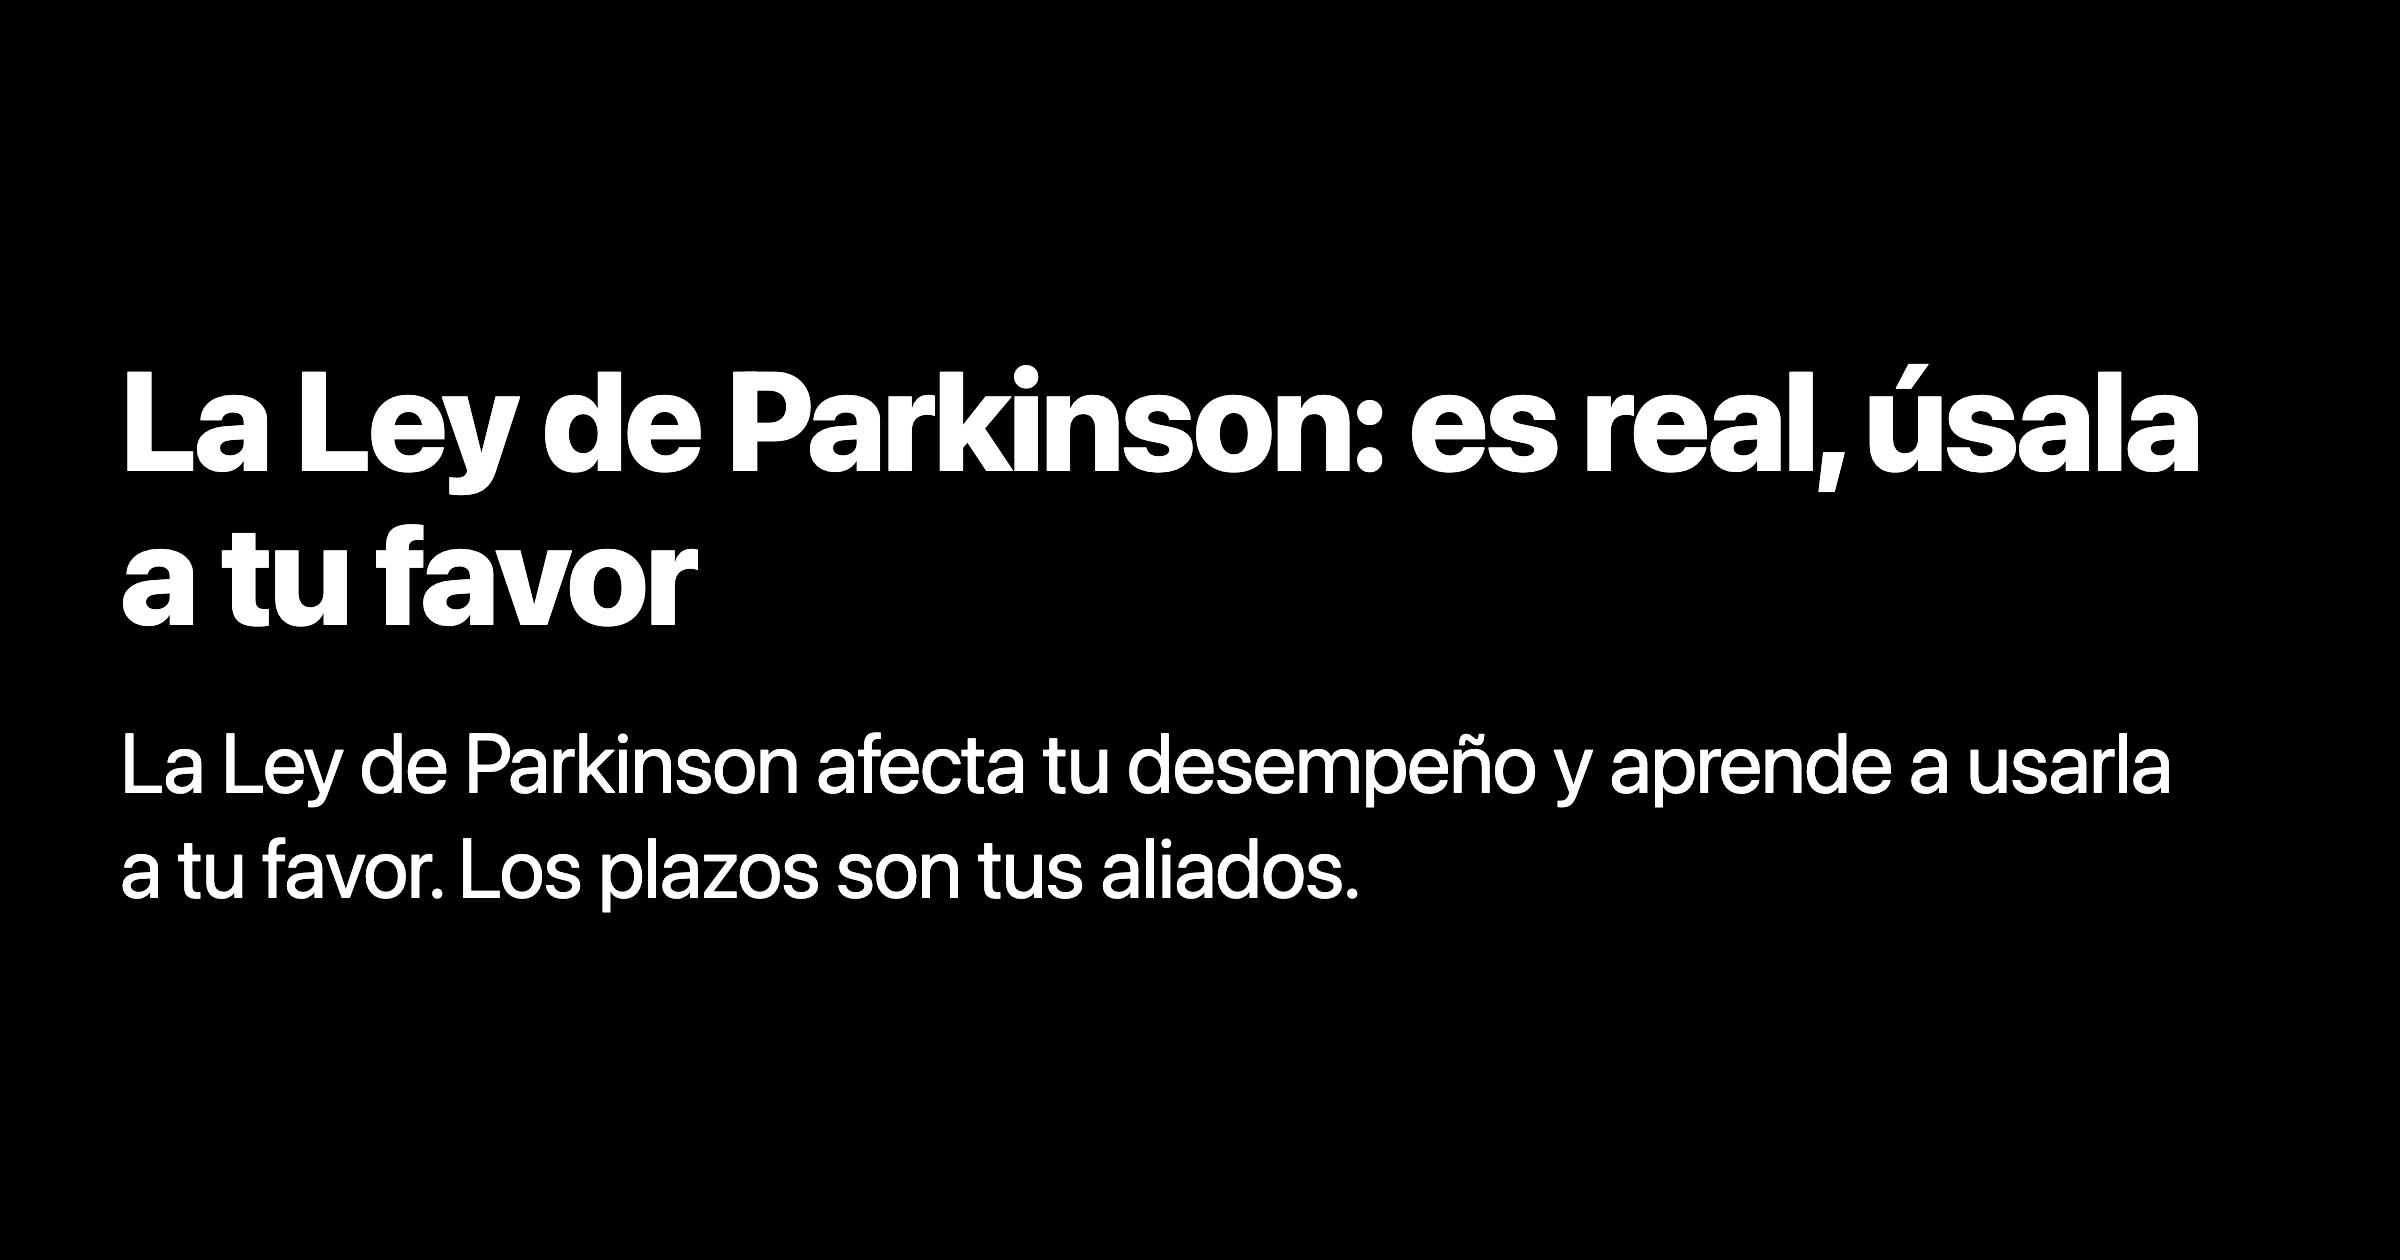 La Ley de Parkinson: es real, úsala
a tu favor
La Ley de Parkinson afecta tu desempeño y aprende a usarla
a tu favor. Los plazos son tus aliados.